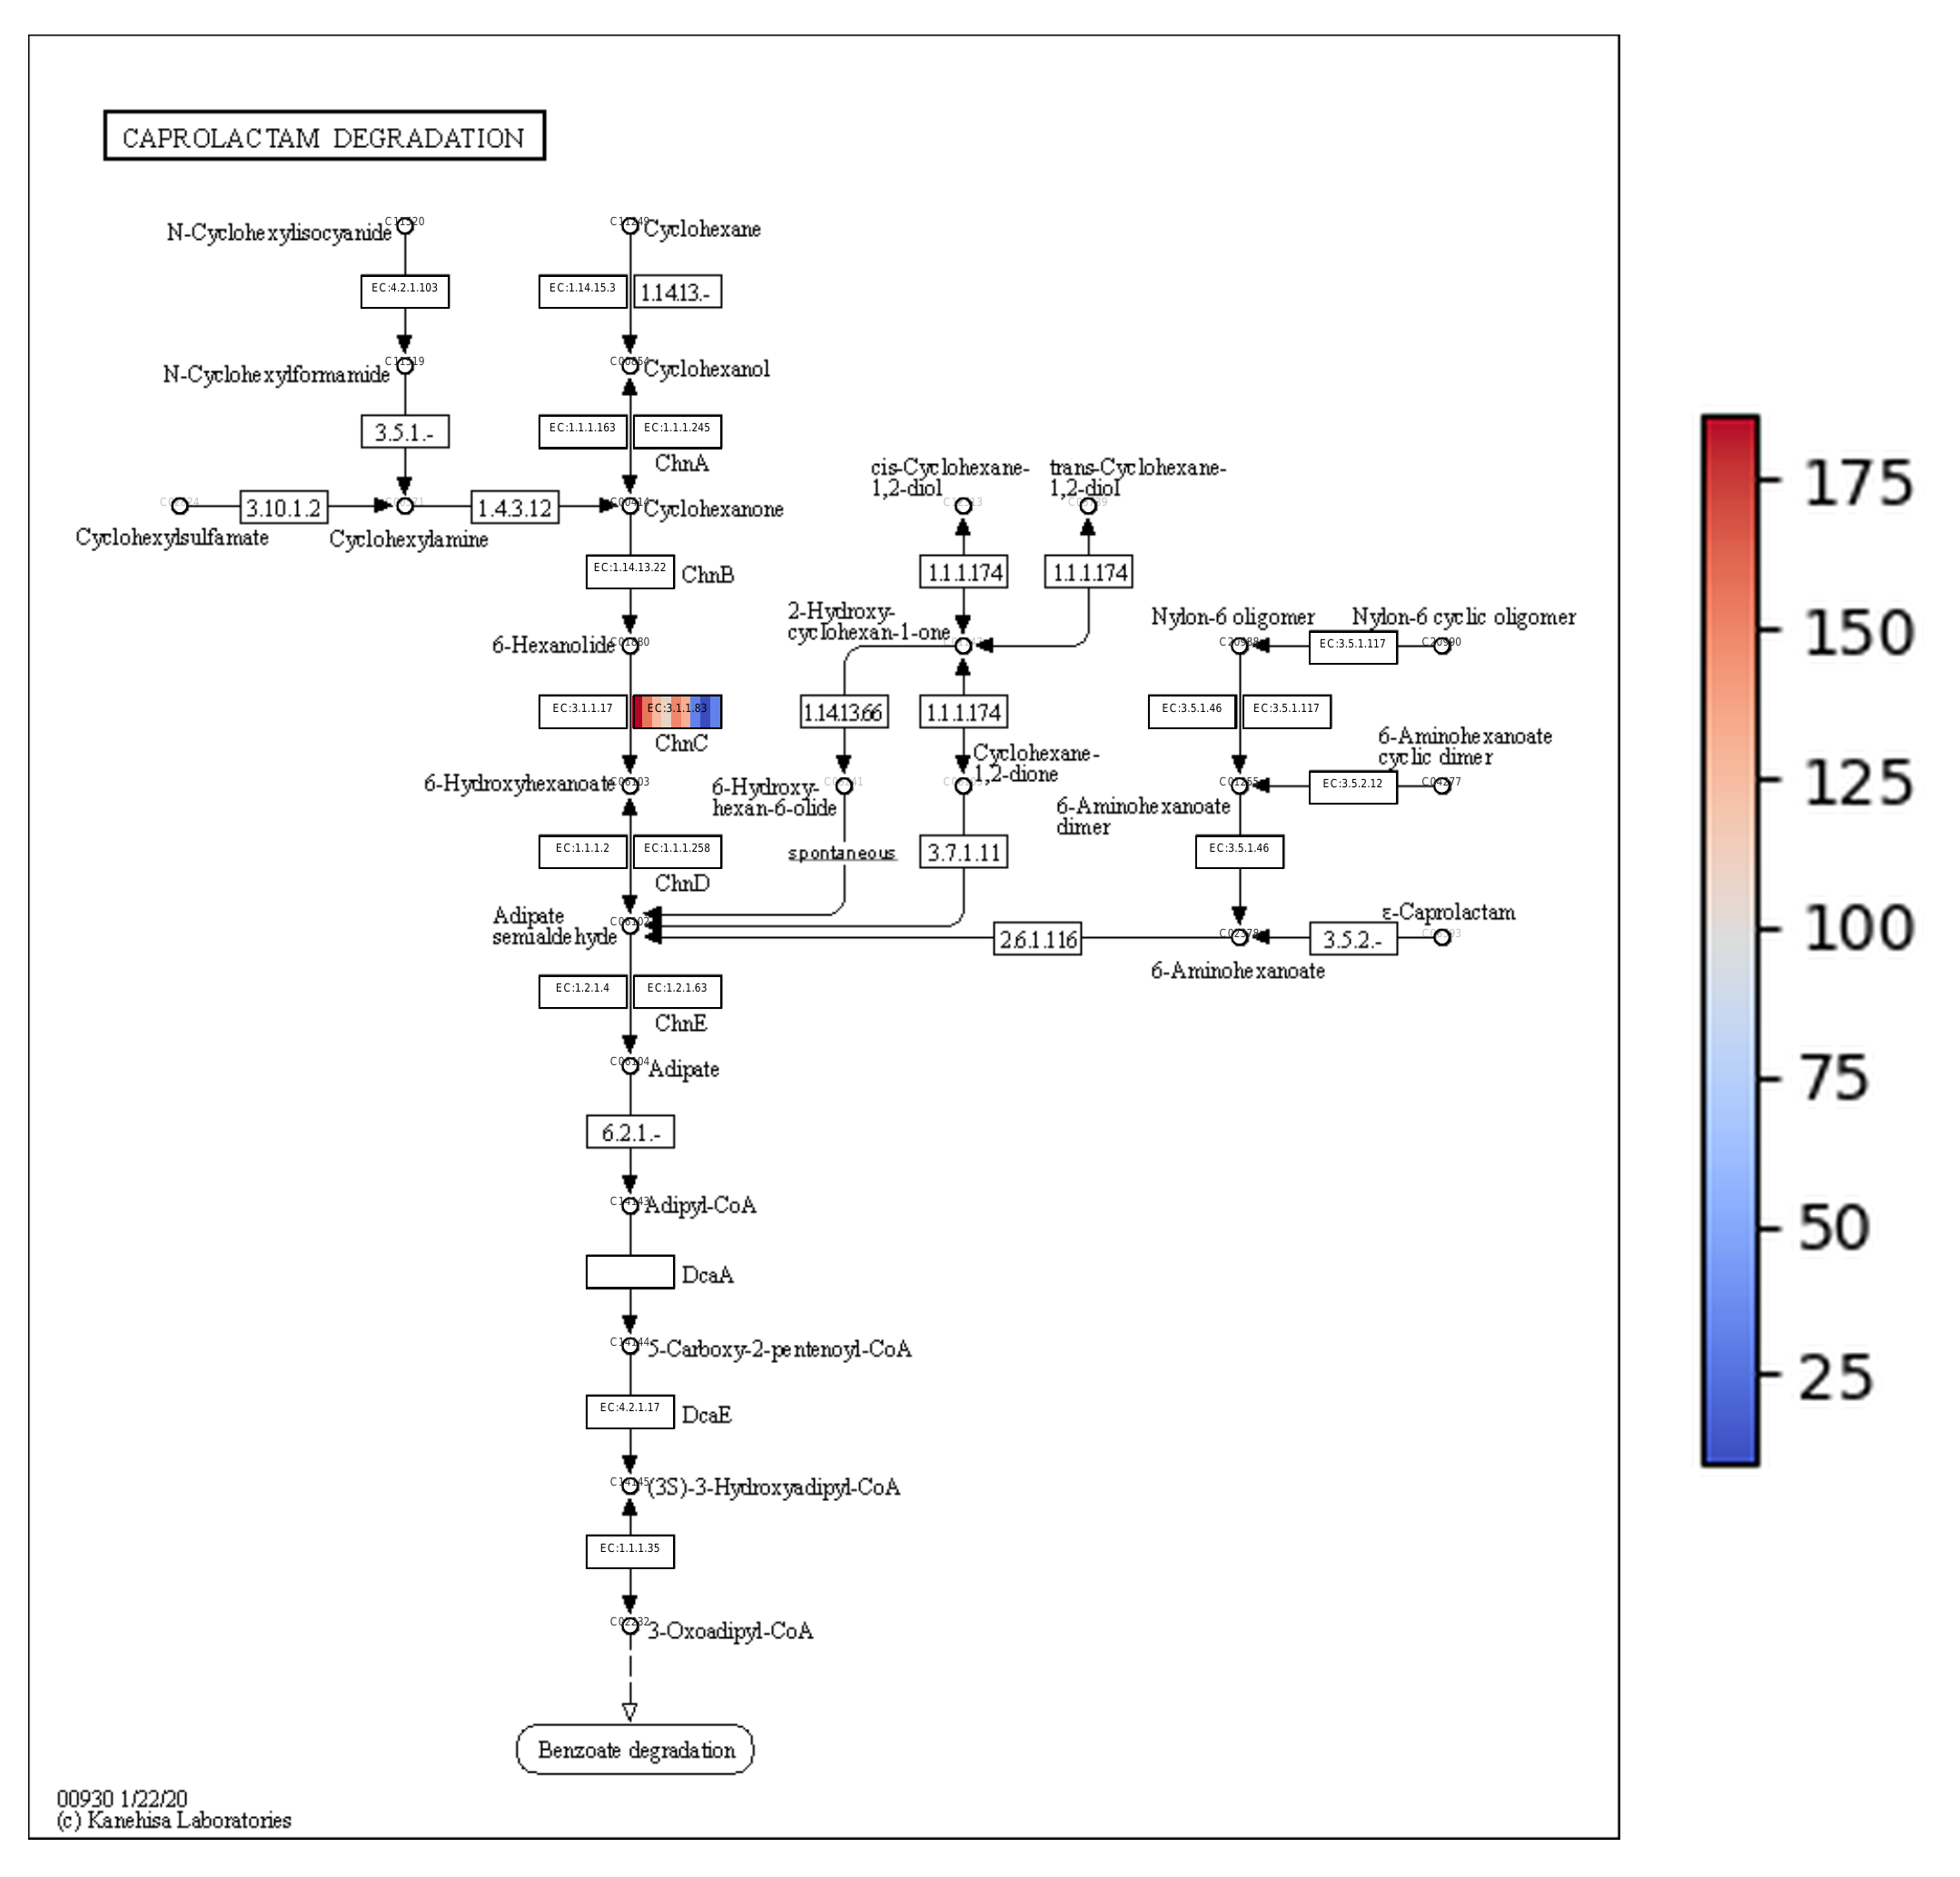 CAPROLACTAM DEGRADATION
C11520
N-Cyclohexylisocyanide
C11249
Cyclohexane
EC:4.2.1.103
EC:1.14.15.3
1.14.13.-
C11519
N-Cyclohexylformamide
C00854
Cyclohexanol
3.5.1.-
EC:1.1.1.163
EC:1.1.1.245
ChnA
cis-Cyclohexane-
1,2-diol
trans-Cyclohexane-
1,2-diol
3.10.1.2
1.4.3.12
C00414
Cyclohexanone
Cyclohexylsulfamate
Cyclohexylamine
EC:1.14.13.22
ChnB
1.1.1.174
1.1.1.174
2-Hydroxy-
cyclohexan-1-one
Nylon-6 oligomer
Nylon-6 cyclic oligomer
6-Hexanolide
C01880
C20988
EC:3.5.1.117
C20990
EC:3.1.1.17
EC:3.1.1.83
ChnC
1.14.13.66
1.1.1.174
EC:3.5.1.46
EC:3.5.1.117
6-Aminohexanoate
cyclic dimer
6-Hydroxyhexanoate
C06103
6-Hydroxy-
hexan-6-olide
Cyclohexane-
1,2-dione
C01255
EC:3.5.2.12
C04277
6-Aminohexanoate
dimer
EC:1.1.1.2
EC:1.1.1.258
ChnD
spontaneous
3.7.1.11
EC:3.5.1.46
Adipate
semialdehyde
C06102
2.6.1.116
C02378
3.5.2.-
ε-Caprolactam
6-Aminohexanoate
EC:1.2.1.4
EC:1.2.1.63
ChnE
C06104
Adipate
6.2.1.-
C14143
Adipyl-CoA
DcaA
C14144
5-Carboxy-2-pentenoyl-CoA
EC:4.2.1.17
DcaE
C14145
(3S)-3-Hydroxyadipyl-CoA
EC:1.1.1.35
C02232
3-Oxoadipyl-CoA
Benzoate degradation
00930 1/22/20
(c) Kanehisa Laboratories
175
150
125
100
75
50
25